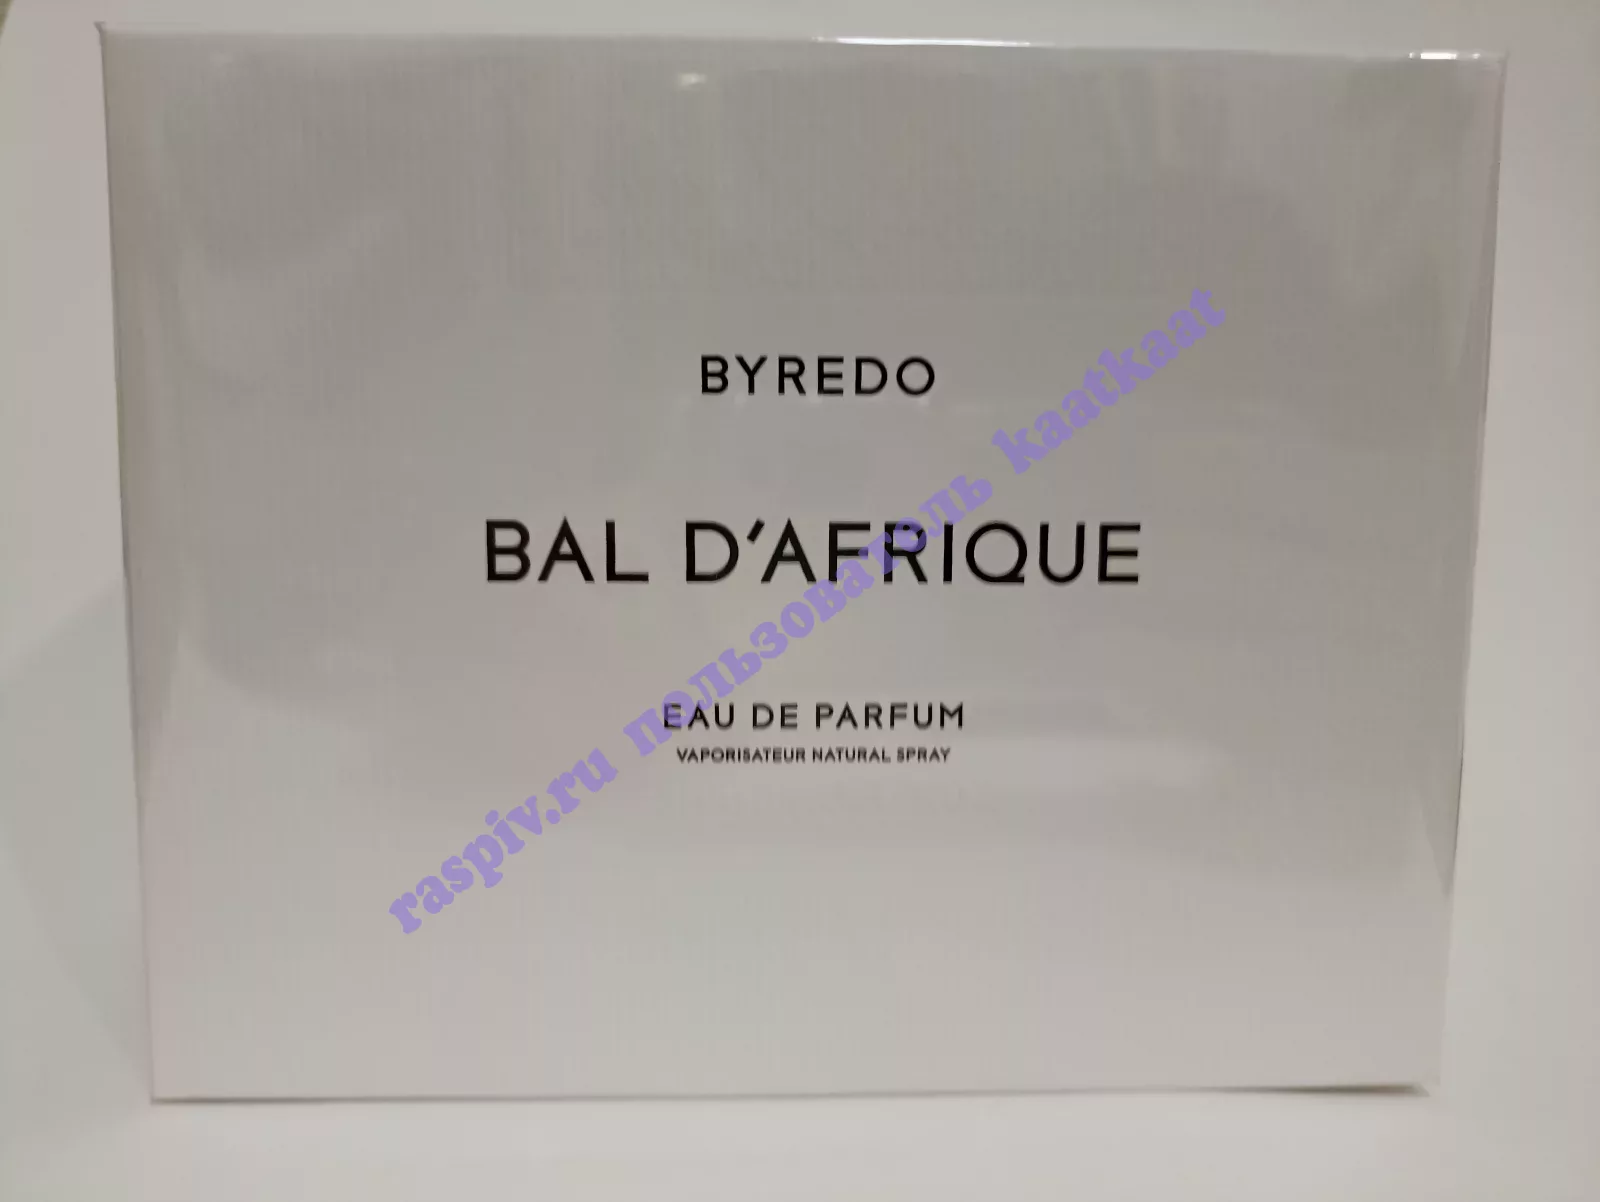 BYREDO
BAL D'AFRIQUE
EAU DE PARFUM
VAPORISATEUR NATURAL SPRAY
raspiv.ru пользователь kaatkaat